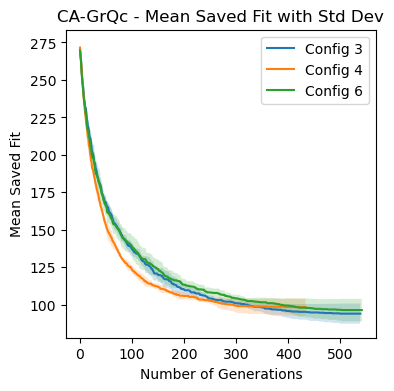 CA-GrQc - Mean Saved Fit with Std Dev
Config 3
Config 4
Config 6
Mean Saved Fit
275
250
225
200
175
150
125
100
0 100 200 300 400 500
Number of Generations